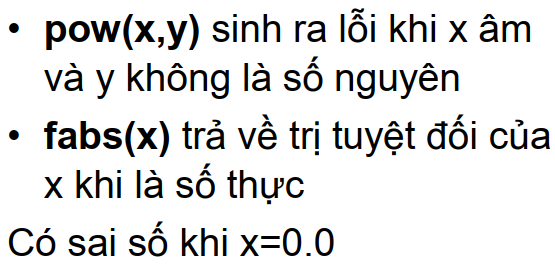 • pow(x,y) sinh ra lỗi khi x âm
và y không là số nguyên
• fabs(x) trả về trị tuyệt đối của
x khi là số thực
Có sai số khi x=0.0